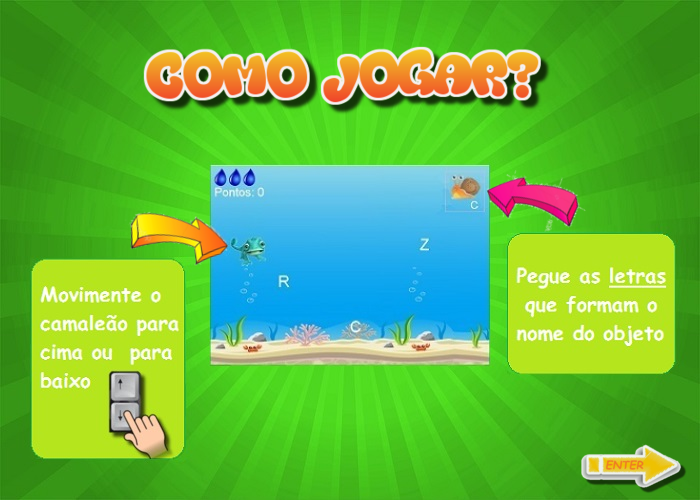 COMO JOGAR?
Pontos: 0
C
Z
R
C
Movimente o
camaleão para
cima ou para
baixo
Pegue as letras
que formam o
nome do objeto
ENTER